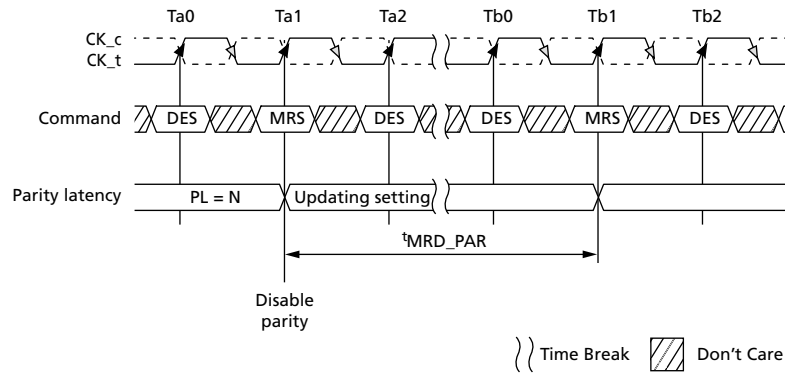 Ta0 Ta1 Ta2 Tb0 Tb1 Tb2
CK_c
CK_t
Command DES MRS DES DES MRS DES
Parity latency PL = N Updating setting
tMRD_PAR
Disable
parity
Time Break Don't Care